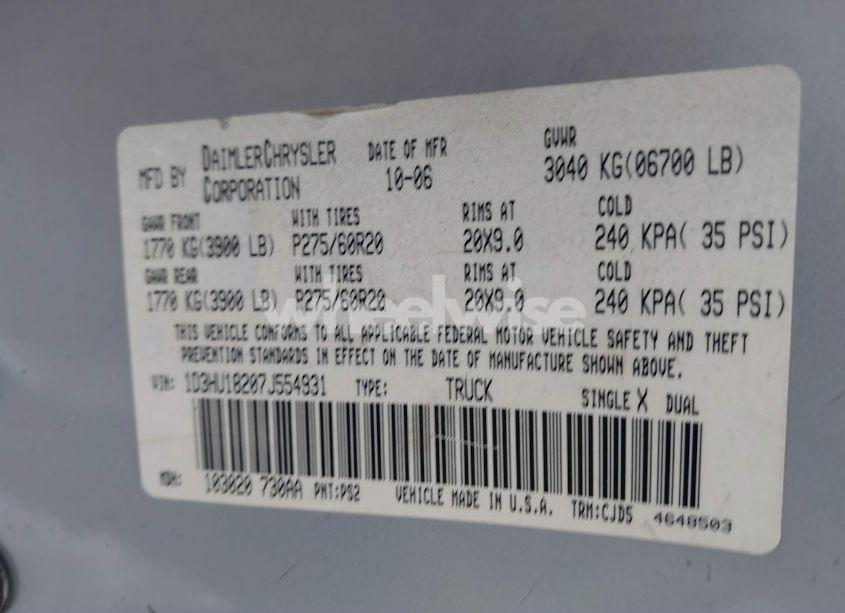 MFD BY DAIMLERCHRYSLER CORPORATION DATE OF MFR 10-06 GVWR 3040 KG(06700 LB)
GAWR FRONT WITH TIRES RIMS AT COLD
1770 KG(3900 LB) P275/60R20 20X9.0 240 KPA( 35 PSI)
GAWR REAR WITH TIRES RIMS AT COLD
1770 KG(3900 LB) P275/60R20 20X9.0 240 KPA( 35 PSI)
wheelwise
THIS VEHICLE CONFORMS TO ALL APPLICABLE FEDERAL MOTOR VEHICLE SAFETY AND THEFT
PREVENTION STANDARDS IN EFFECT ON THE DATE OF MANUFACTURE SHOWN ABOVE.
VIN: 1D3HU18207J554931 TYPE: TRUCK SINGLE X DUAL
MDH: 103020 730AA PNT:PS2 VEHICLE MADE IN U.S.A. TRM:CJD5 4648503